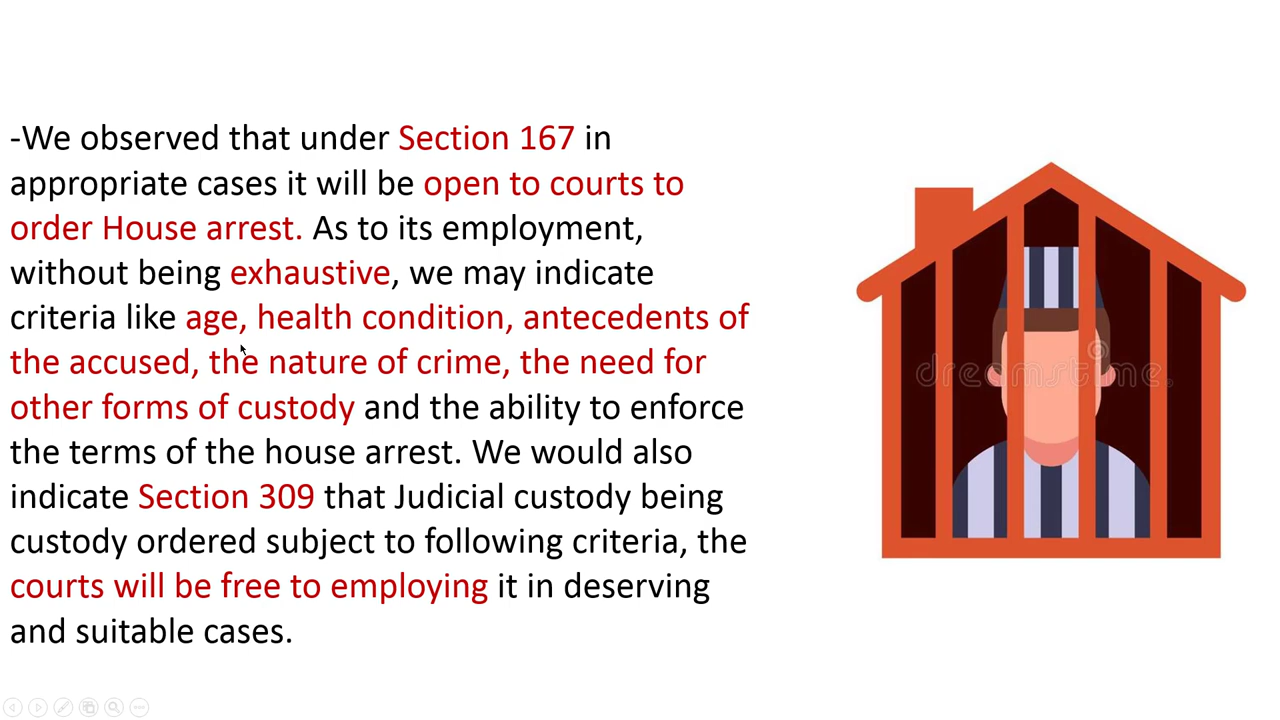 -We observed that under Section 167 in
appropriate cases it will be open to courts to
order House arrest. As to its employment,
without being exhaustive, we may indicate
criteria like age, health condition, antecedents of
the accused, the nature of crime, the need for
other forms of custody and the ability to enforce
the terms of the house arrest. We would also
indicate Section 309 that Judicial custody being
custody ordered subject to following criteria, the
courts will be free to employing it in deserving
and suitable cases.
dreamstime.